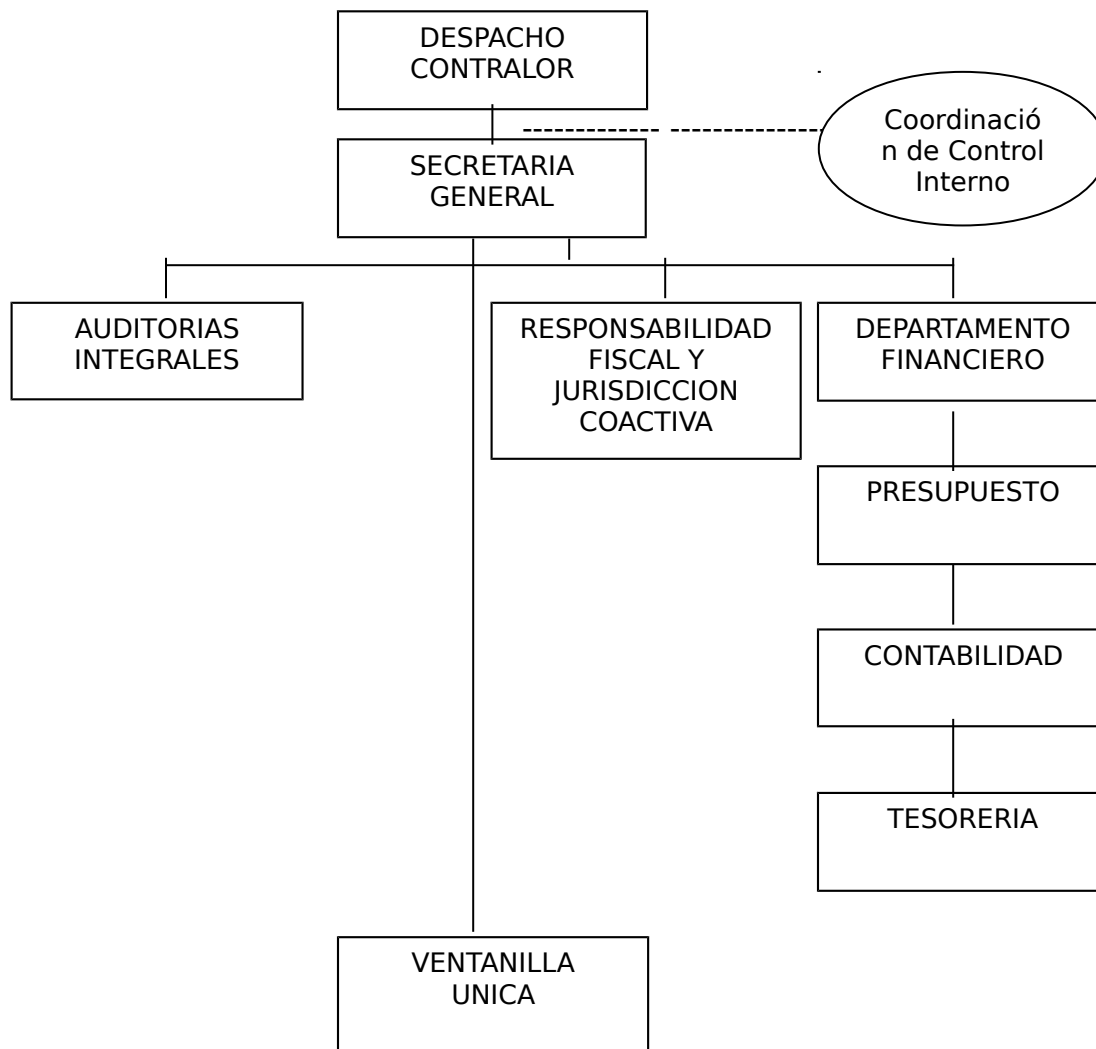 DESPACHO
CONTRALOR
Coordinació
n de Control
Interno
SECRETARIA
GENERAL
AUDITORIAS
INTEGRALES
RESPONSABILIDAD
FISCAL Y
JURISDICCION
COACTIVA
DEPARTAMENTO
FINANCIERO
PRESUPUESTO
CONTABILIDAD
TESORERIA
VENTANILLA
UNICA